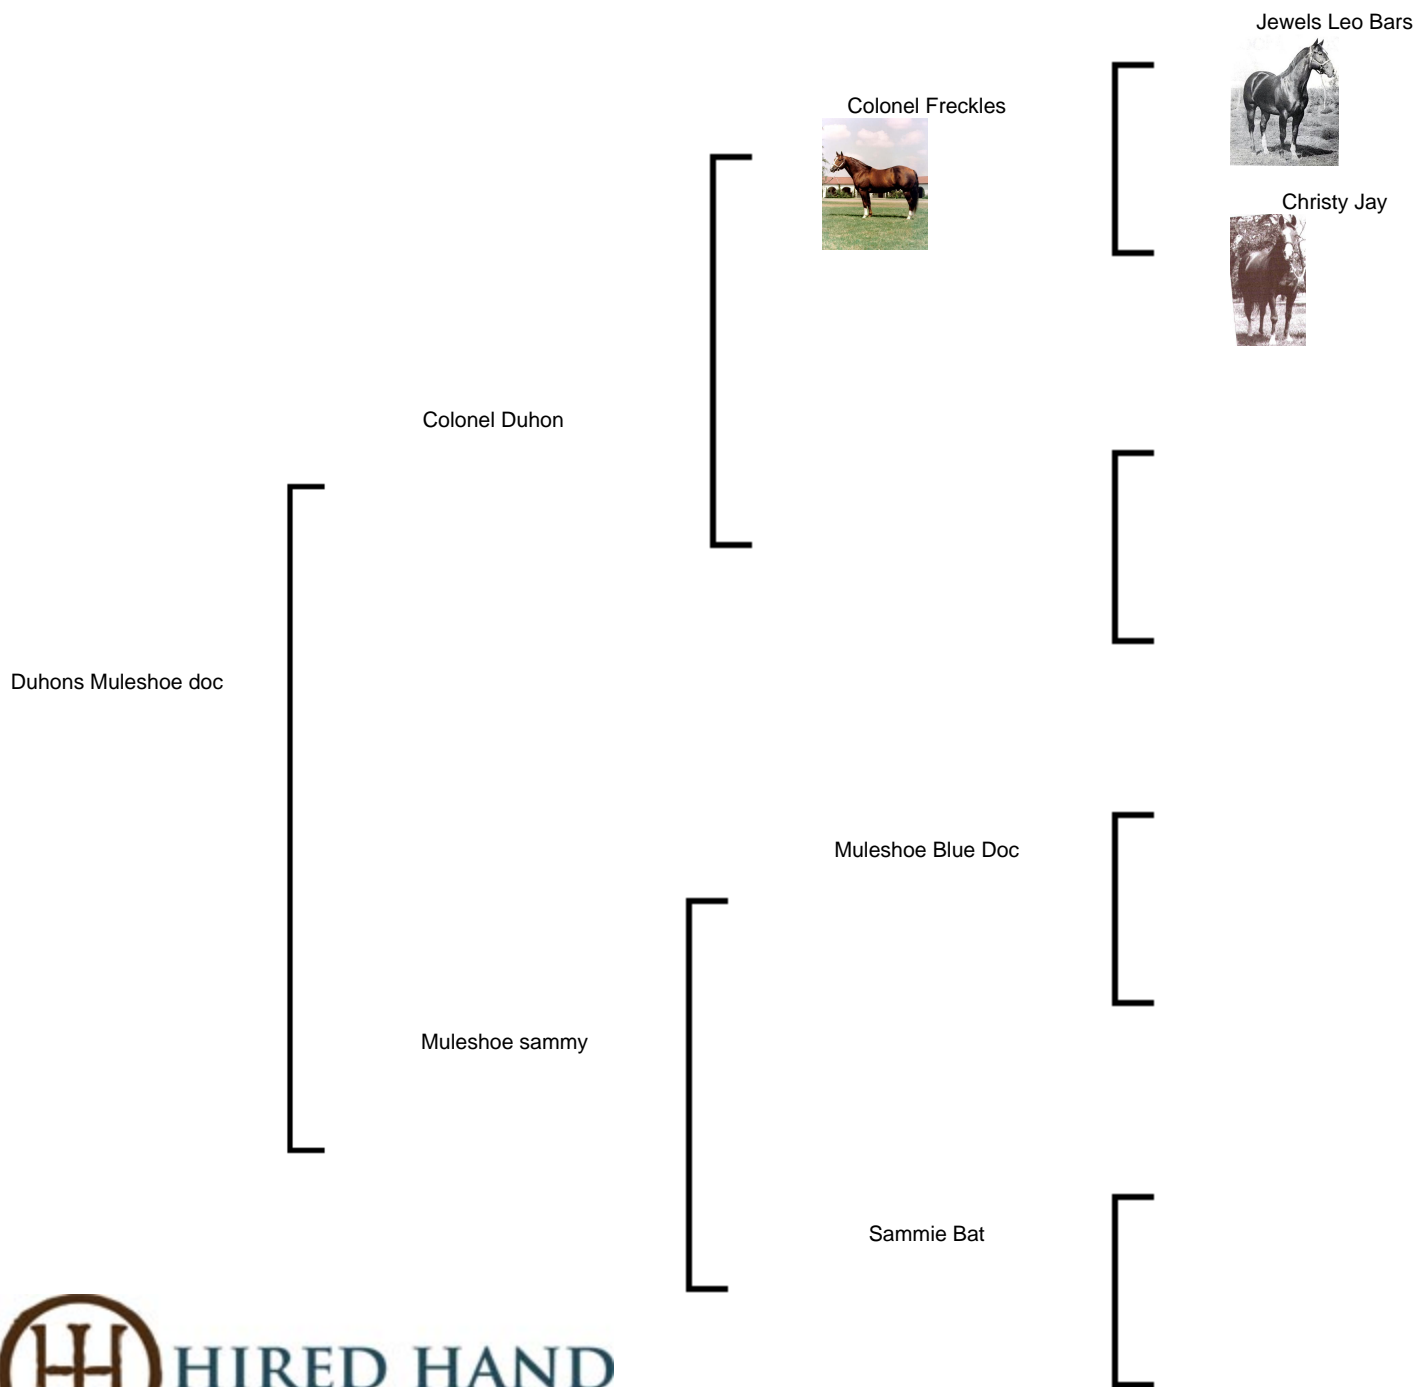 Jewels Leo Bars
Colonel Freckles
Christy Jay
Colonel Duhon
Duhons Muleshoe doc
Muleshoe Blue Doc
Muleshoe sammy
Sammie Bat
HIRED HAND